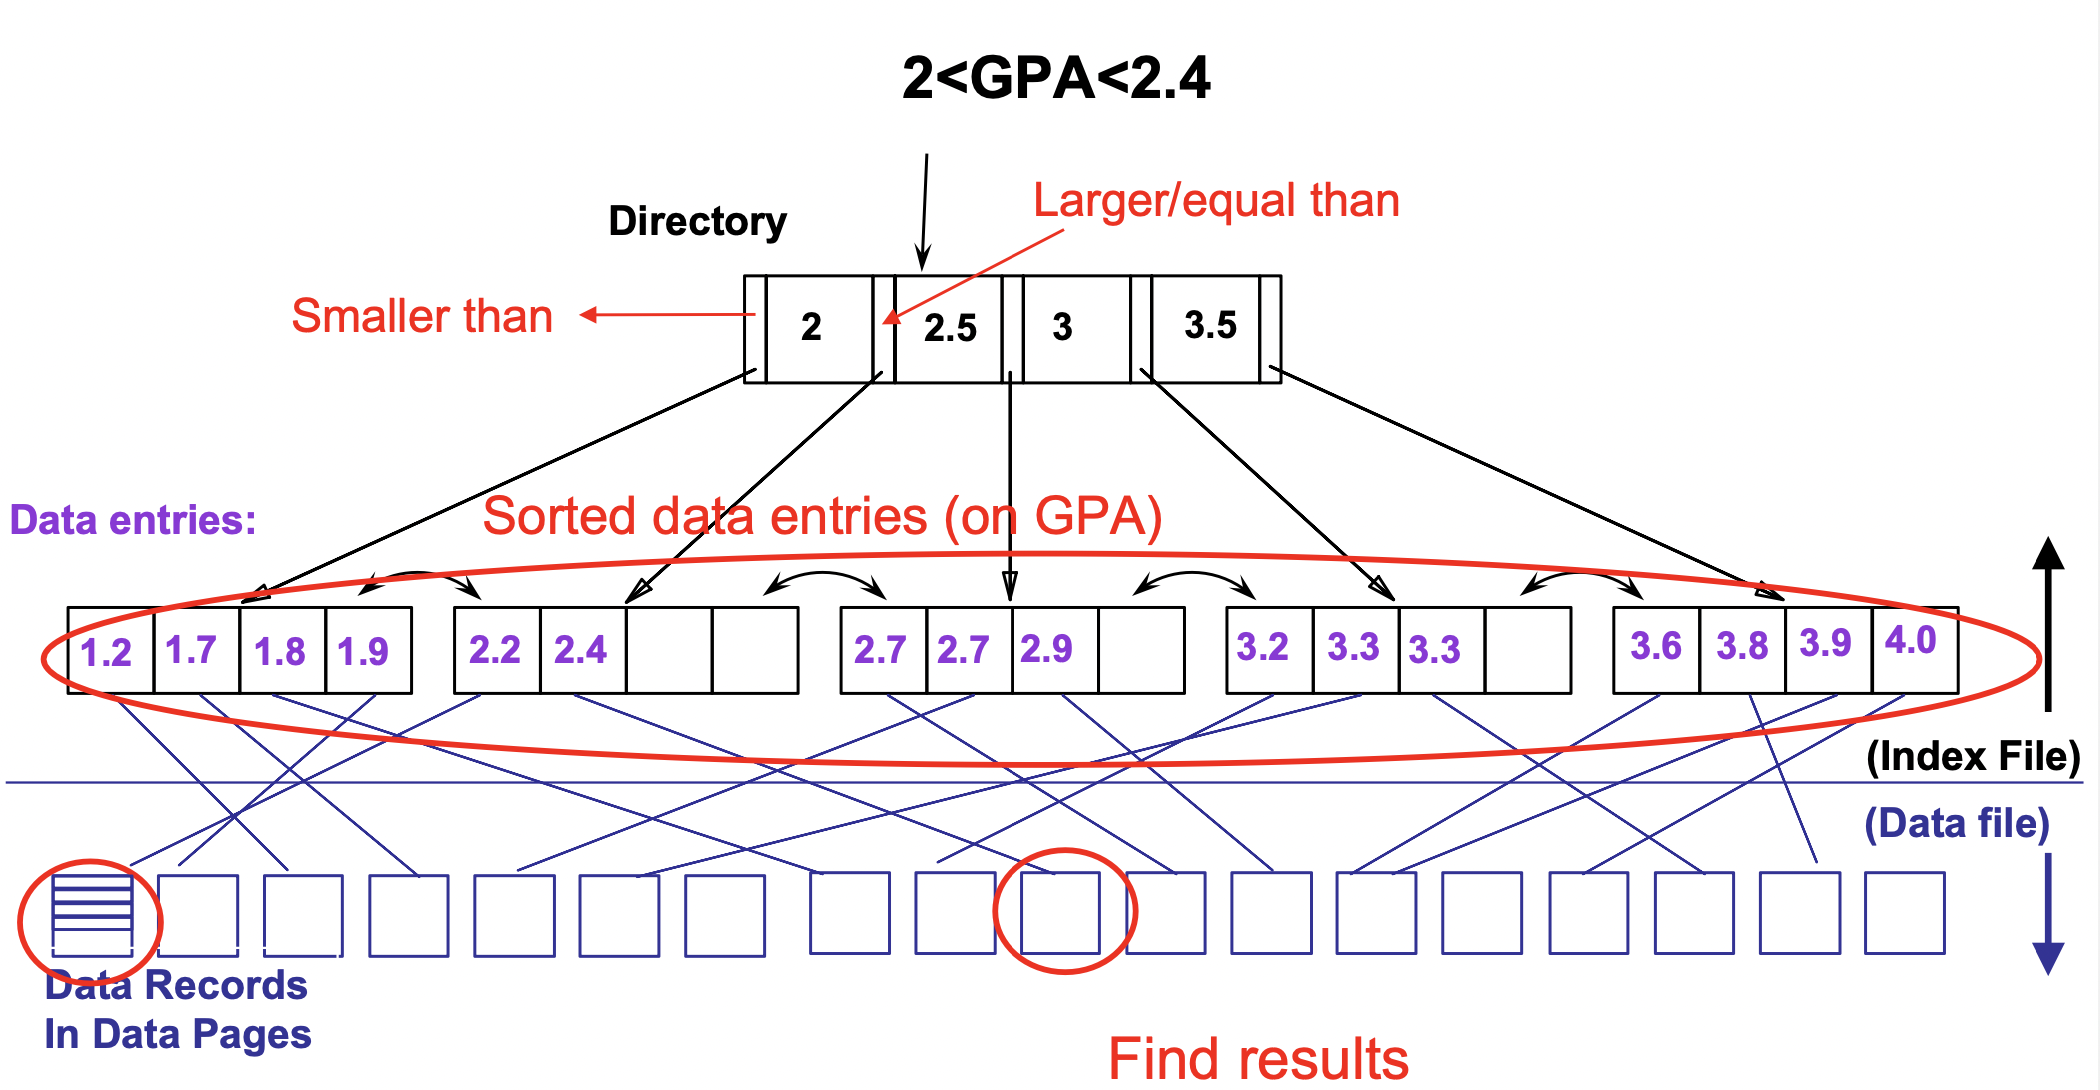 2<GPA<2.4
Directory
Larger/equal than
Smaller than
2 2.5 3 3.5
Data entries:
Sorted data entries (on GPA)
1.2 1.7 1.8 1.9 2.2 2.4 2.7 2.7 2.9 3.2 3.3 3.3 3.6 3.8 3.9 4.0
(Index File)
(Data file)
Data Records
In Data Pages
Find results